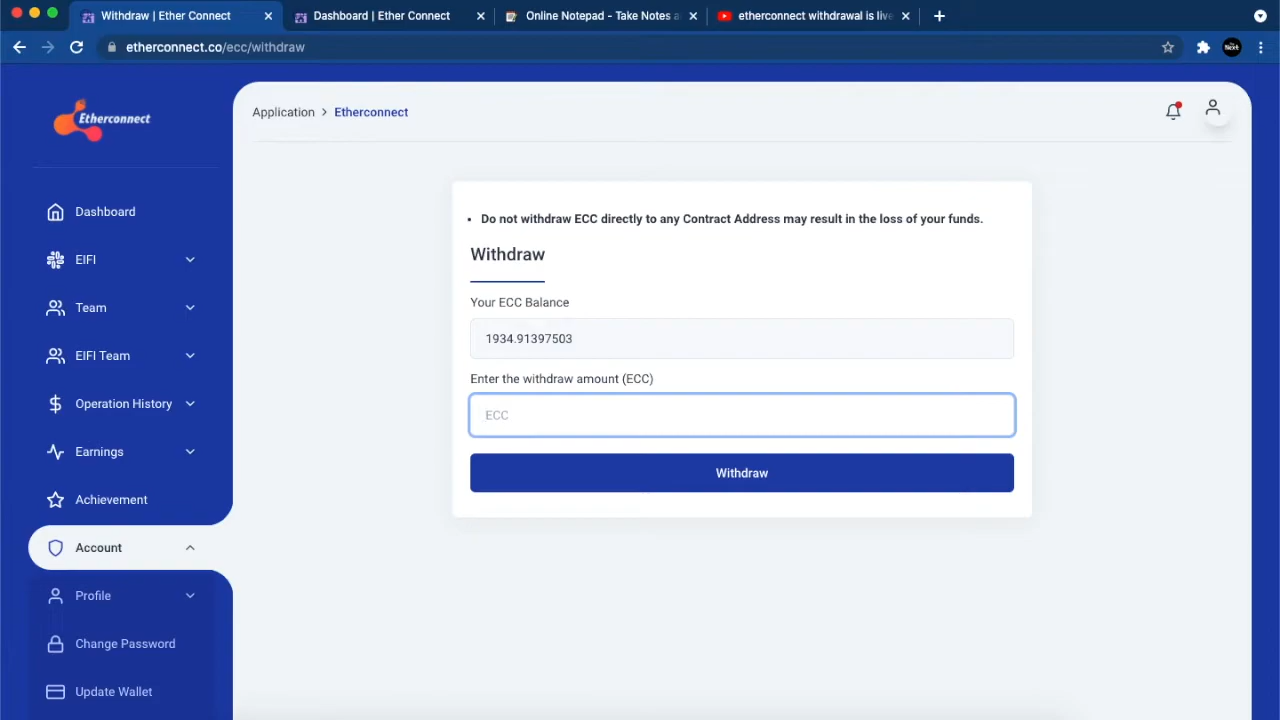 Withdraw | Ether Connect
Dashboard | Ether Connect
Online Notepad - Take Notes a
etherconnect withdrawal is live
etherconnect.co/ecc/withdraw
Etherconnect
Dashboard
EIFI
Team
EIFI Team
Operation History
Earnings
Achievement
Account
Profile
Change Password
Update Wallet
Application > Etherconnect
• Do not withdraw ECC directly to any Contract Address may result in the loss of your funds.
Withdraw
Your ECC Balance
1934.91397503
Enter the withdraw amount (ECC)
ECC
Withdraw